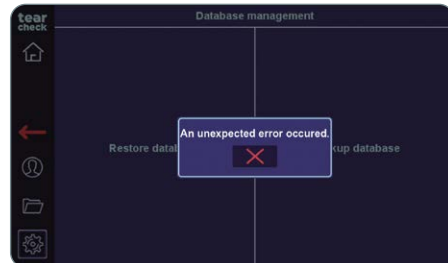 tear
check
Database management
An unexpected error occured.
Restore datab
kup database